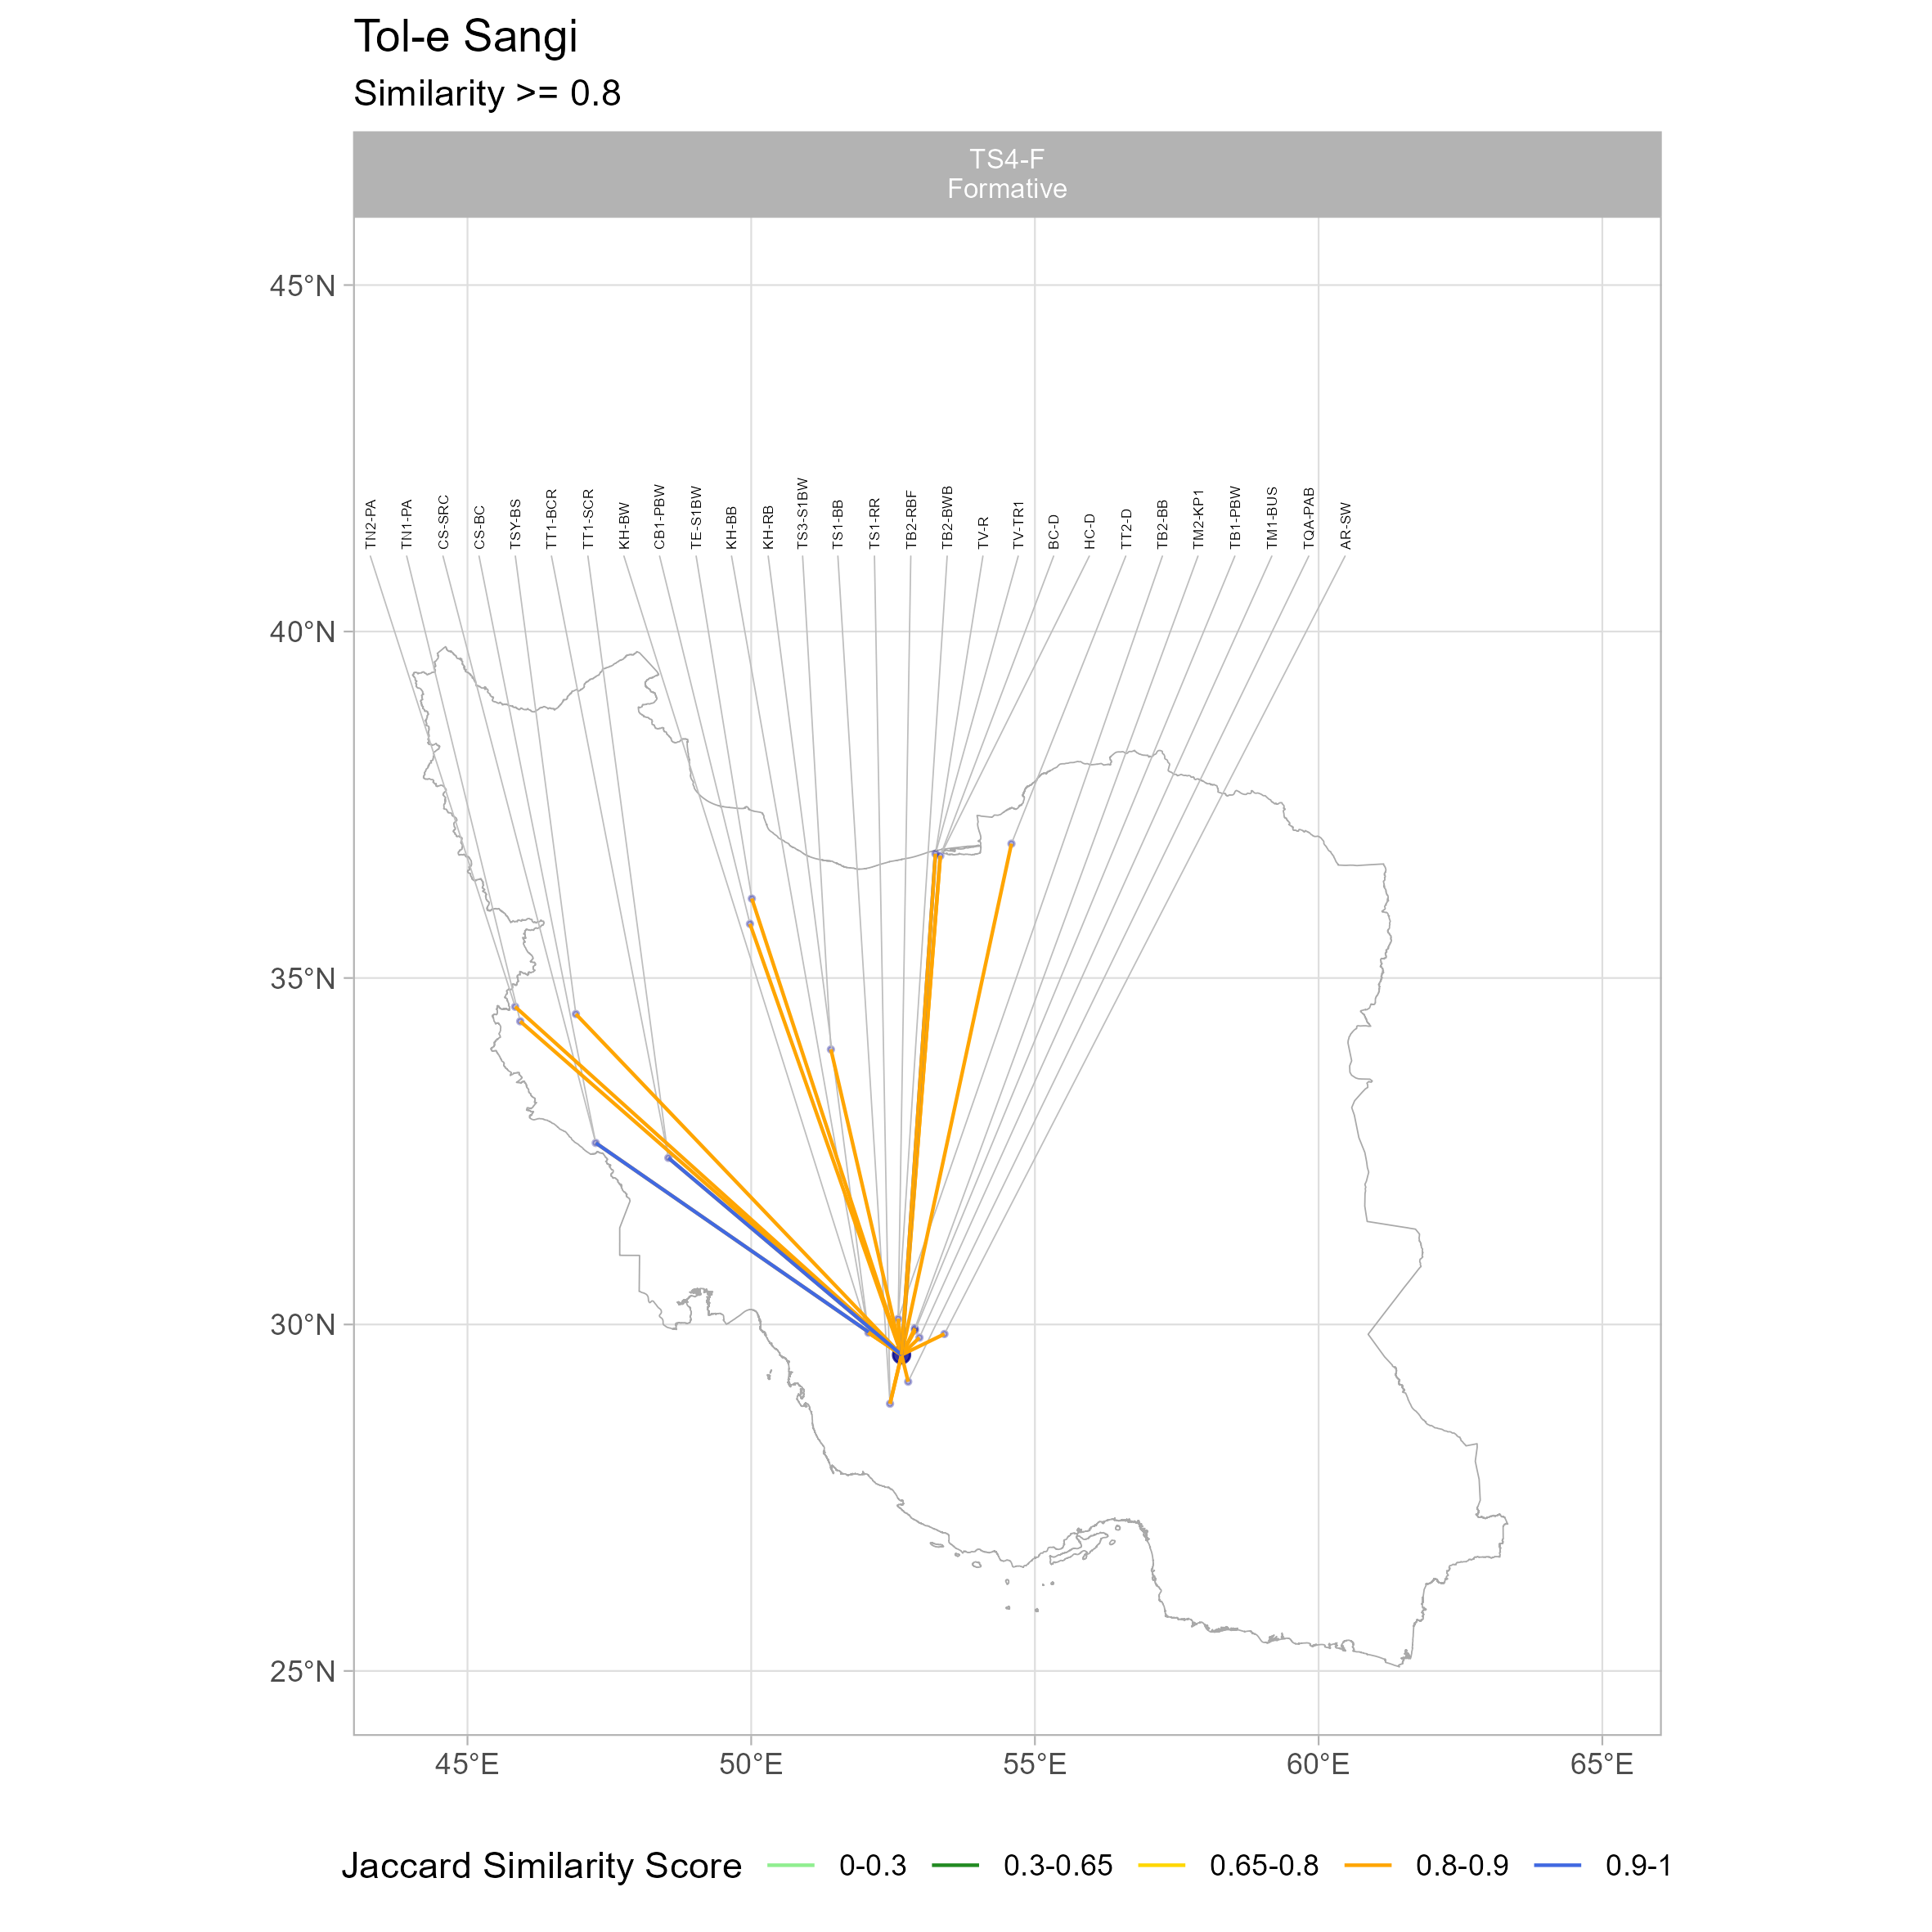 Tol-e Sangi
Similarity >= 0.8
TS4-F
Formative
45°N
40°N
35°N
30°N
25°N
TN2-PA
TN1-PA
CS-SRC
CS-BC
TSY-BS
TT1-BCR
TT1-SCR
KH-BW
CB1-PBW
TE-S1BW
KH-BB
KH-RB
TS3-S1BW
TS1-BB
TS1-RR
TB2-RBF
TB2-BWB
TV-R
TV-TR1
BC-D
HC-D
TT2-D
TB2-BB
TM2-KP1
TB1-PBW
TM1-BUS
TQA-PAB
AR-SW
45°E 50°E 55°E 60°E 65°E
Jaccard Similarity Score 0-0.3 0.3-0.65 0.65-0.8 0.8-0.9 0.9-1